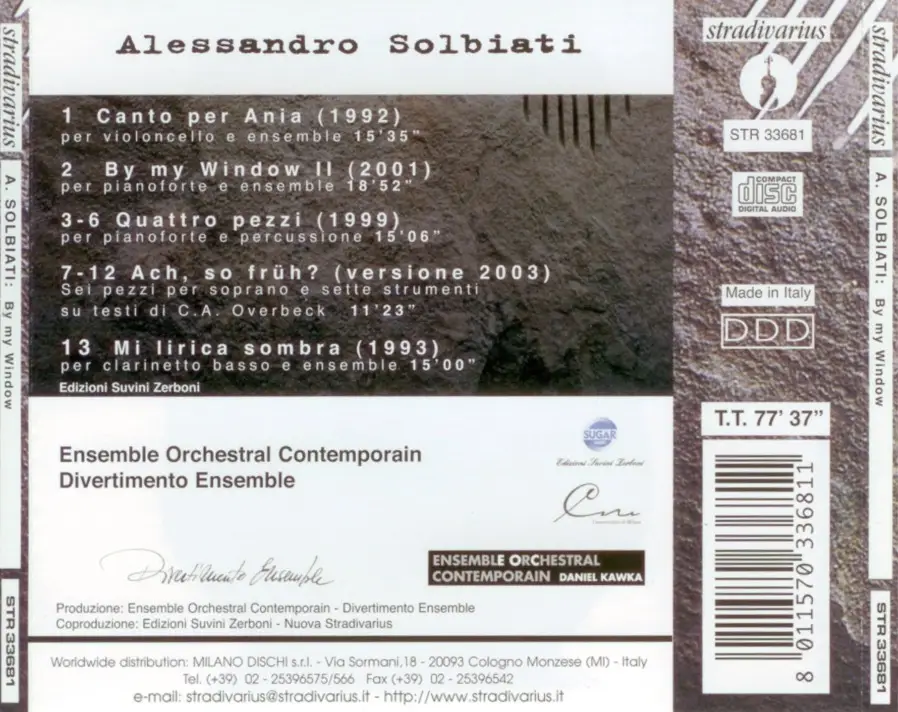 Alessandro Solbiati
1 Canto per Ania (1992)
per violoncello e ensemble 15'35"
2 By my Window II (2001)
per pianoforte e ensemble 18'52"
3-6 Quattro pezzi (1999)
per pianoforte e percussione 15'06"
7-12 Ach, so früh? (versione 2003)
Sei pezzi per soprano e sette strumenti
su testi di C.A. Overbeck 11'23"
13 Mi lirica sombra (1993)
per clarinetto basso e ensemble 15'00"
Edizioni Suvini Zerboni
Ensemble Orchestral Contemporain
Divertimento Ensemble
SUGAR
Edizioni Suvini Zerboni
Divertimento Ensemble
ENSEMBLE ORCHESTRAL
CONTEMPORAIN DANIEL KAWKA
Produzione: Ensemble Orchestral Contemporain - Divertimento Ensemble
Coproduzione: Edizioni Suvini Zerboni - Nuova Stradivarius
Worldwide distribution: MILANO DISCHI s.r.l. - Via Sormani,18 - 20093 Cologno Monzese (MI) - Italy
Tel. (+39) 02 - 25396575/566 Fax (+39) 02 - 25396542
e-mail: stradivarius@stradivarius.it - http://www.stradivarius.it
stradivarius
STR 33681
COMPACT
disc
DIGITAL AUDIO
Made in Italy
DDD
T.T. 77' 37"
8 011570 336811
stradivarius
A. SOLBIATI: By my Window
STR 33681
stradivarius
A. SOLBIATI: By my Window
STR 33681